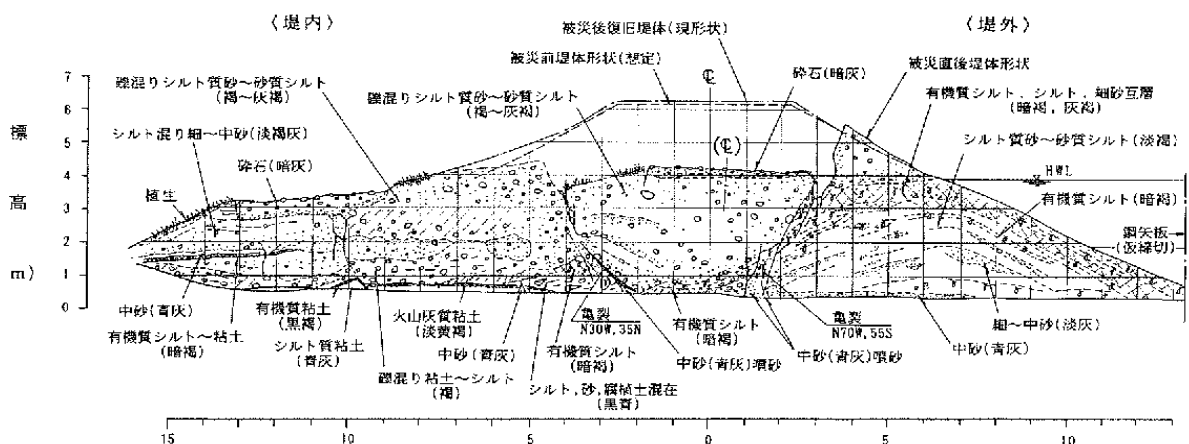 〈堤内〉
〈堤外〉
被災後復旧堤体(現形状)
被災前堤体形状(想定)
℄
砕石(暗灰)
被災直後堤体形状
礫混りシルト質砂～砂質シルト
(褐～灰褐)
礫混りシルト質砂～砂質シルト
(褐～灰褐)
有機質シルト、シルト、細砂互層
(暗褐, 灰褐)
シルト混り細～中砂(淡褐灰)
シルト質砂～砂質シルト(淡褐)
(℄)
砕石(暗灰)
HWL
植生
有機質シルト(暗褐)
鋼矢板
(仮締切)
標
高
m)
7
6
5
4
3
2
1
0
中砂(青灰)
有機質シルト～粘土
(暗褐)
有機質粘土
(黒褐)
シルト質粘土
(青灰)
火山灰質粘土
(淡黄褐)
中砂(青灰)
礫混り粘土～シルト
(褐)
有機質シルト
(暗褐)
シルト,砂,腐植土混在
(黒青)
亀裂
N30W,35N
中砂(青灰)噴砂
有機質シルト
(暗褐)
亀裂
N70W,55S
中砂(青灰)噴砂
細～中砂(淡灰)
中砂(青灰)
15
10
5
0
5
10